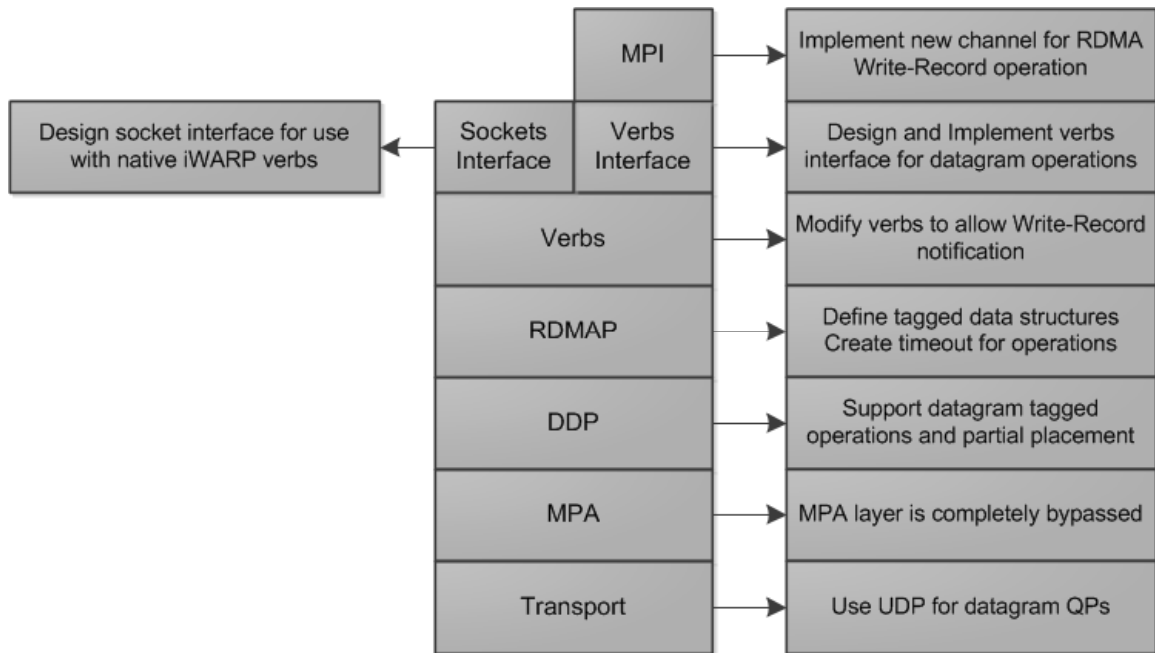 MPI
Implement new channel for RDMA
Write-Record operation
Design socket interface for use
with native iWARP verbs
Sockets
Interface
Verbs
Interface
Design and Implement verbs
interface for datagram operations
Verbs
Modify verbs to allow Write-Record
notification
RDMAP
Define tagged data structures
Create timeout for operations
DDP
Support datagram tagged
operations and partial placement
MPA
MPA layer is completely bypassed
Transport
Use UDP for datagram QPs